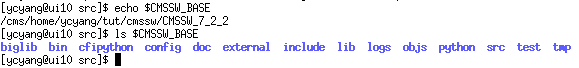 [ycyang@ui10 src]$ echo $CMSSW_BASE
/cms/home/ycyang/tut/cmssw/CMSSW_7_2_2
[ycyang@ui10 src]$ ls $CMSSW_BASE
biglib bin cfipython config doc external include lib logs objs python src test tmp
[ycyang@ui10 src]$